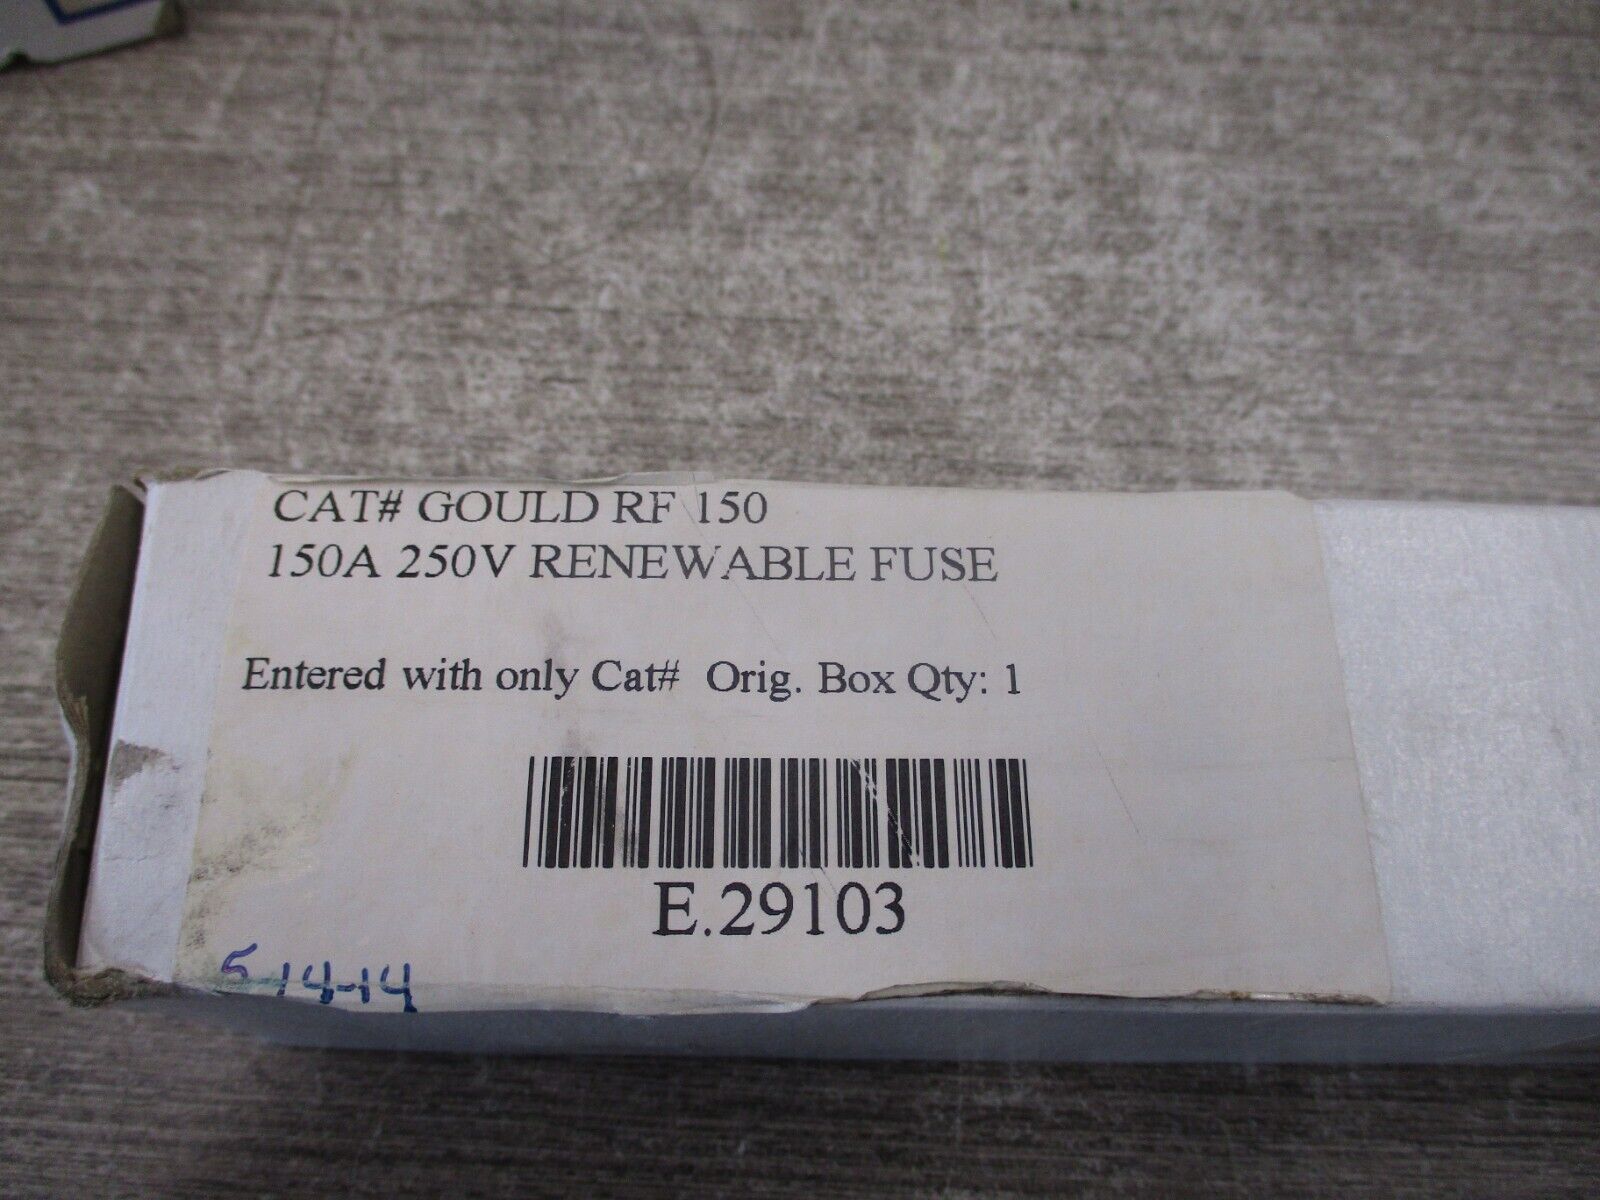 CAT# GOULD RF 150
150A 250V RENEWABLE FUSE
Entered with only Cat# Orig. Box Qty: 1
E.29103
5-14-14